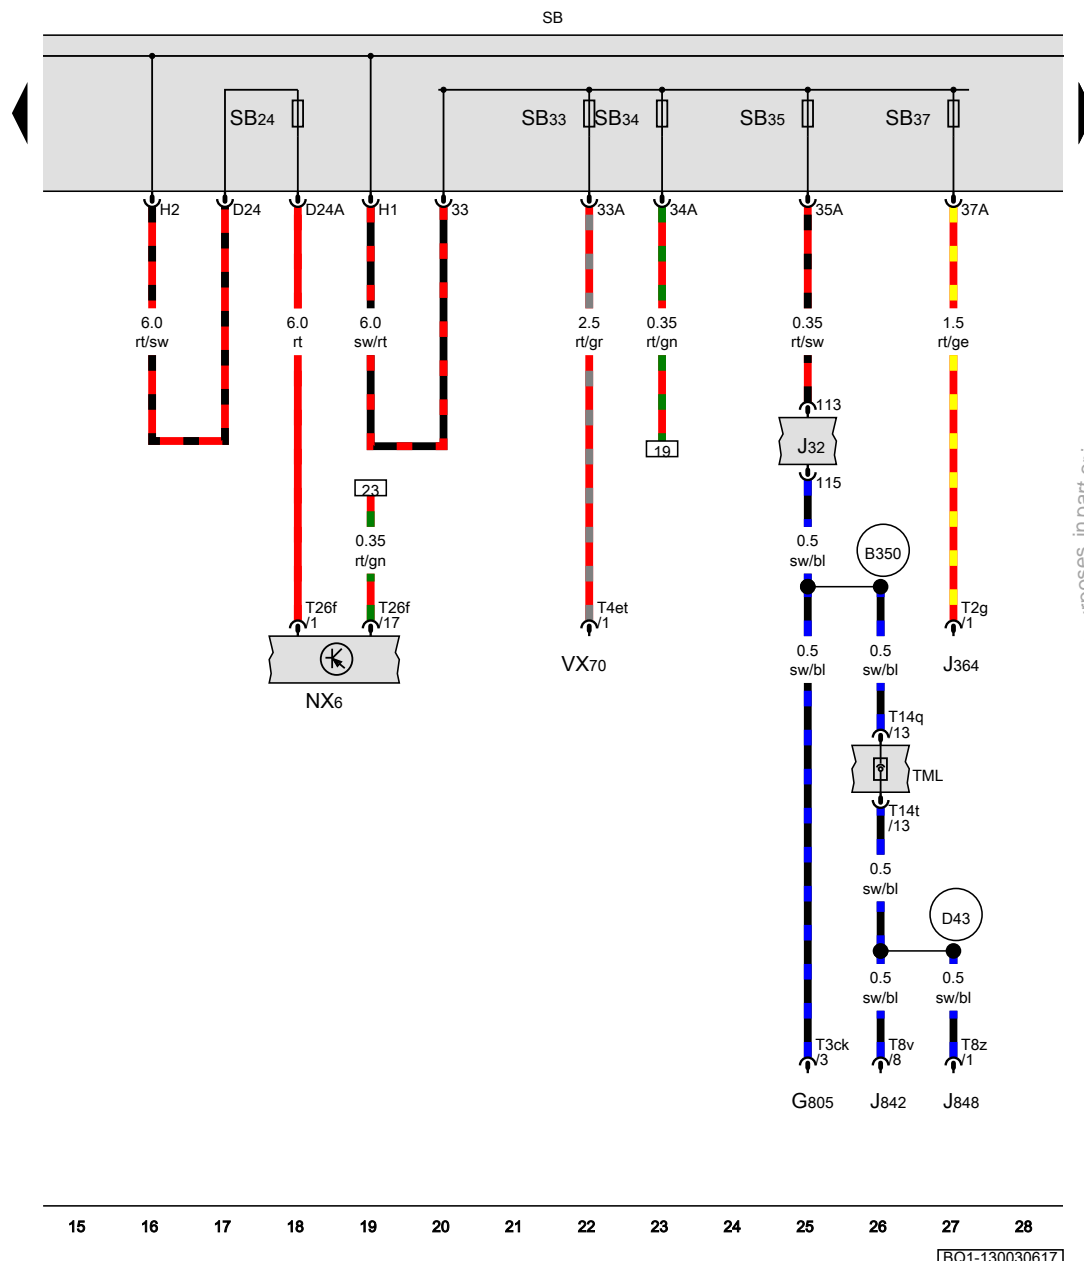 SB
SB24
SB33
SB34
SB35
SB37
H2
D24
D24A
H1
33
33A
34A
35A
37A
6.0
rt/sw
6.0
rt
6.0
sw/rt
2.5
rt/gr
0.35
rt/gn
0.35
rt/sw
1.5
rt/ge
113
J32
19
115
23
0.35
rt/gn
0.5
sw/bl
B350
T26f
/1
T26f
/17
T4et
/1
T2g
/1
NX6
VX70
0.5
sw/bl
0.5
sw/bl
J364
T14q
/13
TML
T14t
/13
0.5
sw/bl
D43
0.5
sw/bl
0.5
sw/bl
T3ck
/3
T8v
/8
T8z
/1
G805
J842
J848
15 16 17 18 19 20 21 22 23 24 25 26 27 28
BQ1-130030617